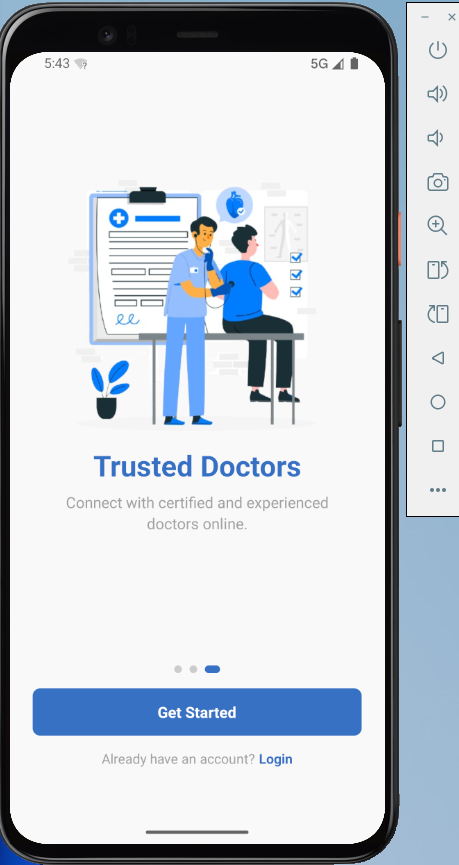 5:43
5G
Trusted Doctors
Connect with certified and experienced
doctors online.
Get Started
Already have an account? Login